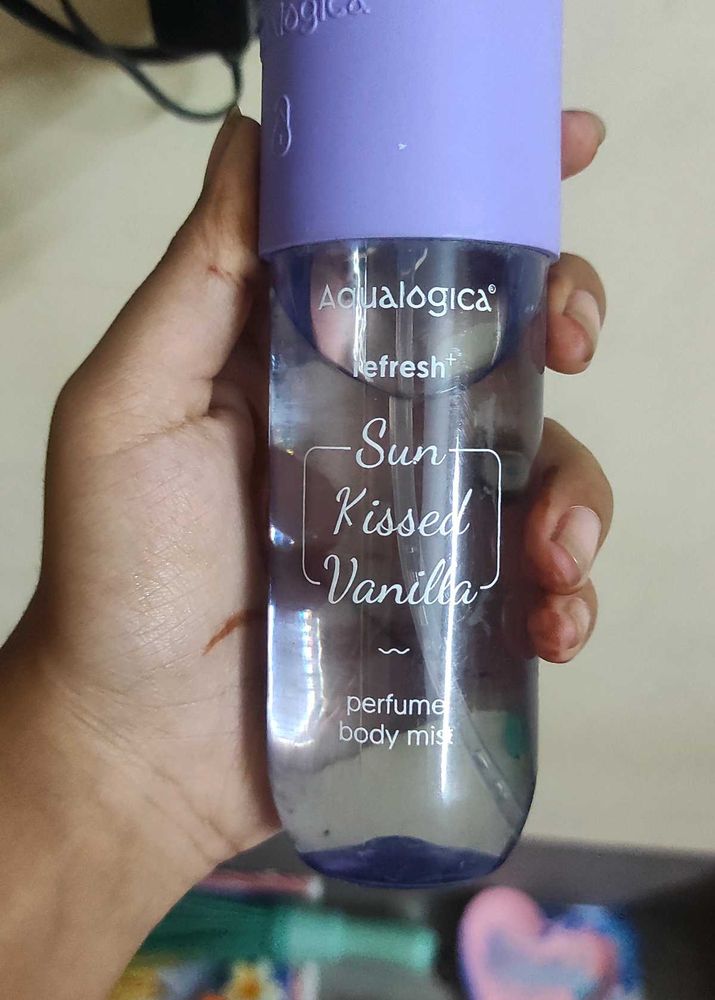 Aqualogica®
refresh+
Sun
Kissed
Vanilla
perfume
body mist